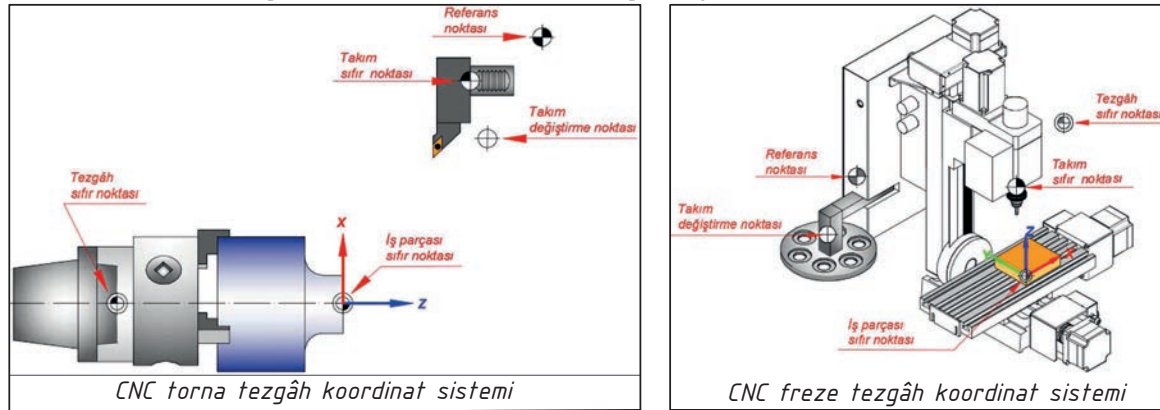 Referans
noktası
Takım
sıfır noktası
Takım
değiştirme noktası
Tezgâh
sıfır noktası
X
İş parçası
sıfır noktası
Z
CNC torna tezgâh koordinat sistemi
Tezgâh
sıfır noktası
Referans
noktası
Takım
sıfır noktası
Takım
değiştirme noktası
Z
Y
X
İş parçası
sıfır noktası
CNC freze tezgâh koordinat sistemi